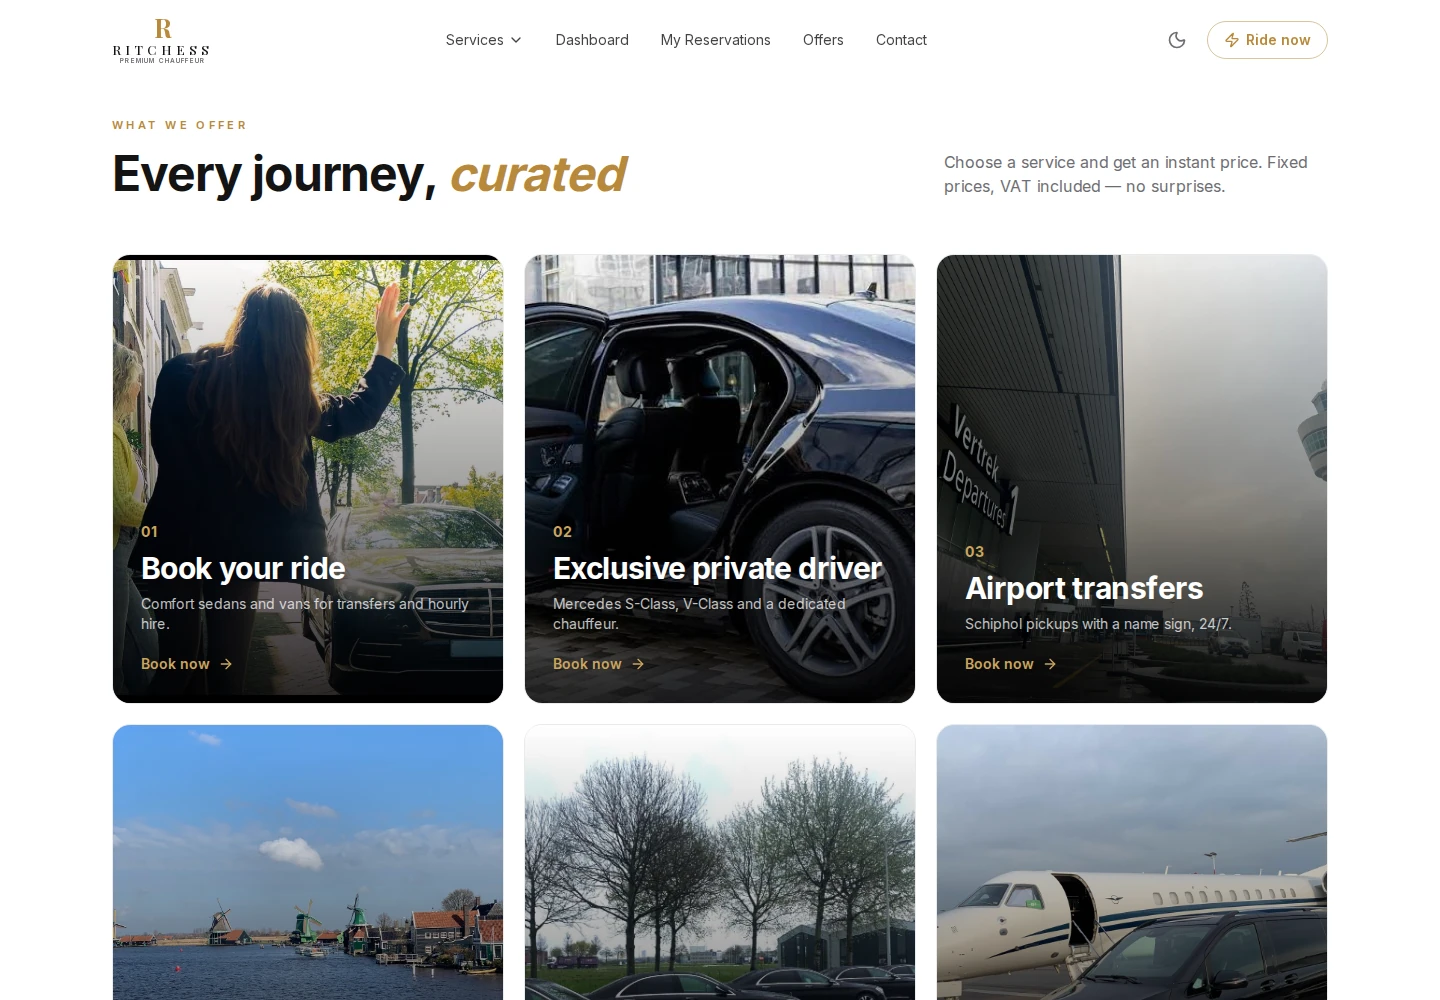 R
RITCHESS
PREMIUM CHAUFFEUR
Services
Dashboard
My Reservations
Offers
Contact
Ride now
WHAT WE OFFER
Every journey, curated
Choose a service and get an instant price. Fixed
prices, VAT included — no surprises.
01
Book your ride
Comfort sedans and vans for transfers and hourly
hire.
Book now
02
Exclusive private driver
Mercedes S-Class, V-Class and a dedicated
chauffeur.
Book now
Vertrek
Departures 1
03
Airport transfers
Schiphol pickups with a name sign, 24/7.
Book now